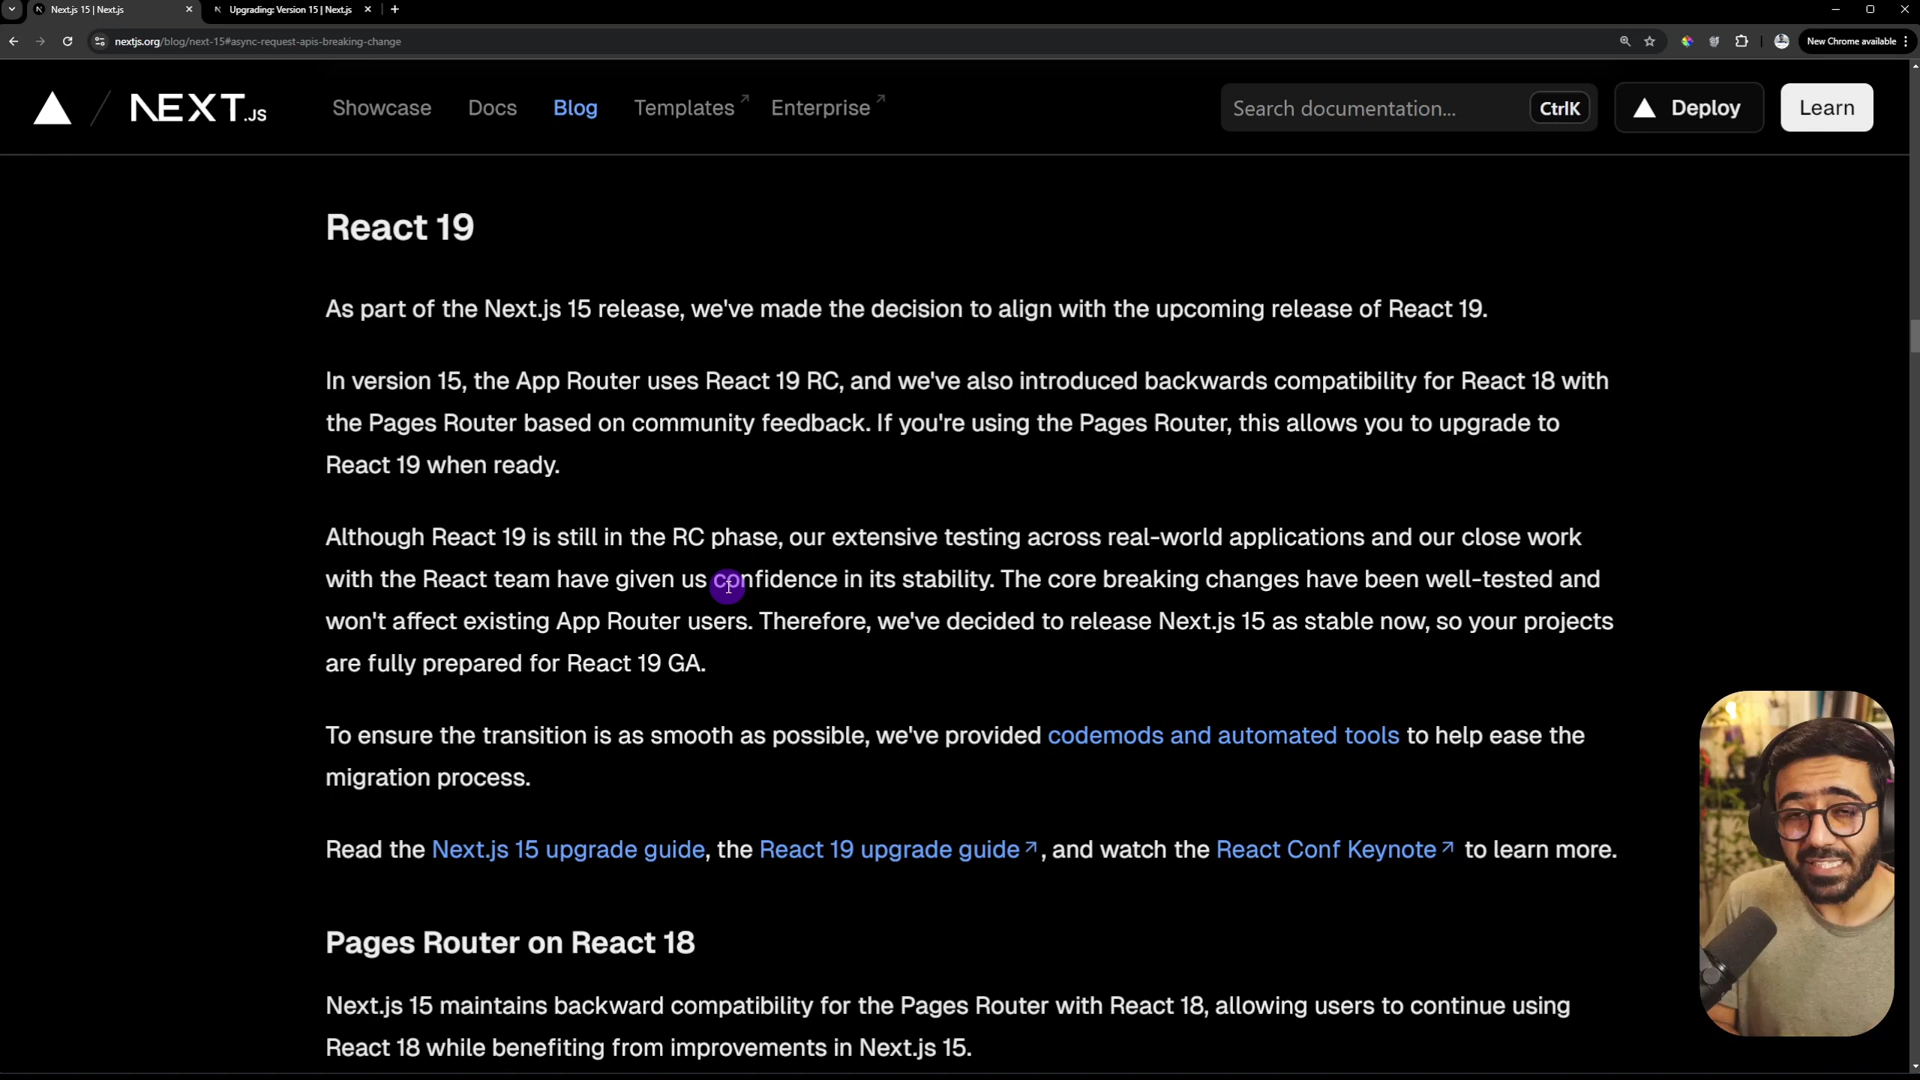 Next.js 15 | Next.js
Upgrading: Version 15 | Next.js
nextjs.org/blog/next-15#async-request-apis-breaking-change
New Chrome available
NEXT.JS
Showcase
Docs
Blog
Templates
Enterprise
Search documentation...
CtrlK
Deploy
Learn
React 19
As part of the Next.js 15 release, we've made the decision to align with the upcoming release of React 19.
In version 15, the App Router uses React 19 RC, and we've also introduced backwards compatibility for React 18 with
the Pages Router based on community feedback. If you're using the Pages Router, this allows you to upgrade to
React 19 when ready.
Although React 19 is still in the RC phase, our extensive testing across real-world applications and our close work
with the React team have given us confidence in its stability. The core breaking changes have been well-tested and
won't affect existing App Router users. Therefore, we've decided to release Next.js 15 as stable now, so your projects
are fully prepared for React 19 GA.
To ensure the transition is as smooth as possible, we've provided codemods and automated tools to help ease the
migration process.
Read the Next.js 15 upgrade guide, the React 19 upgrade guide↗, and watch the React Conf Keynote↗ to learn more.
Pages Router on React 18
Next.js 15 maintains backward compatibility for the Pages Router with React 18, allowing users to continue using
React 18 while benefiting from improvements in Next.js 15.